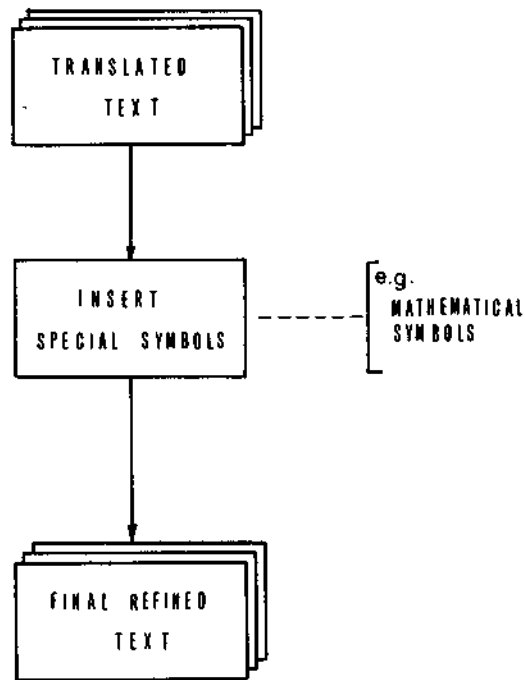 TRANSLATED
TEXT
INSERT
SPECIAL SYMBOLS
e.g.
MATHEMATICAL
SYMBOLS
FINAL REFINED
TEXT